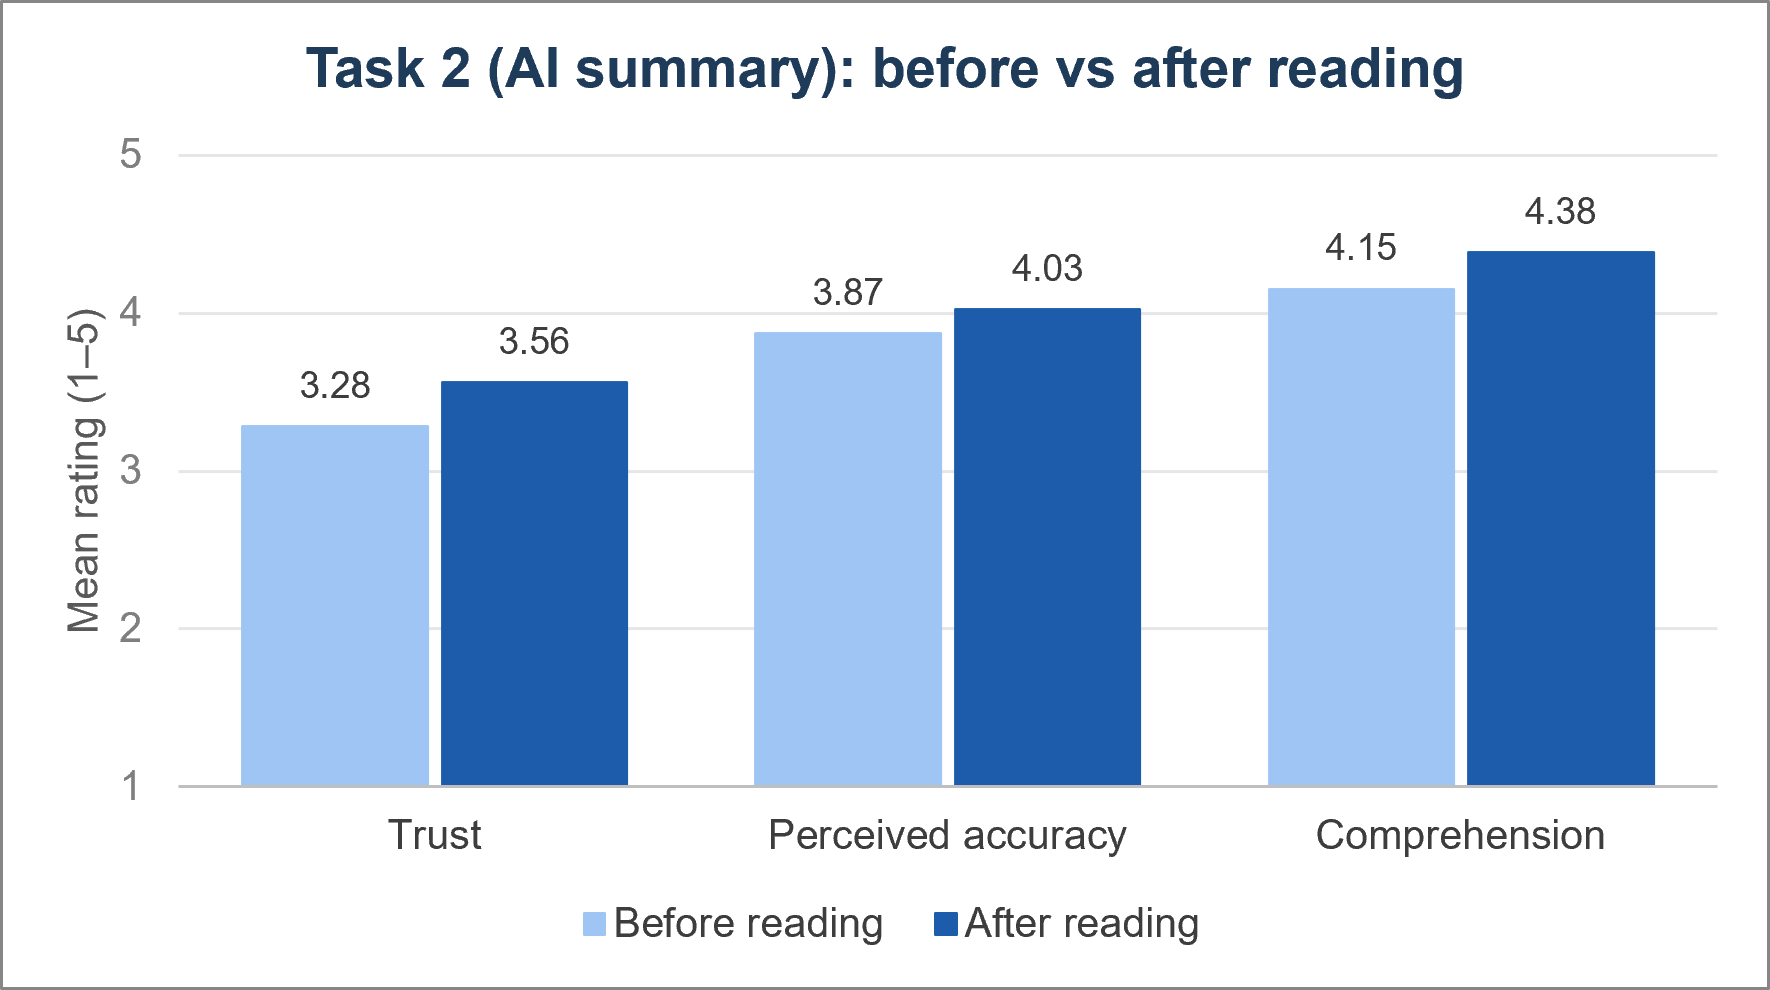 Task 2 (AI summary): before vs after reading
Mean rating (1–5)
5
4
3
2
1
3.28
3.56
3.87
4.03
4.15
4.38
Trust
Perceived accuracy
Comprehension
Before reading
After reading